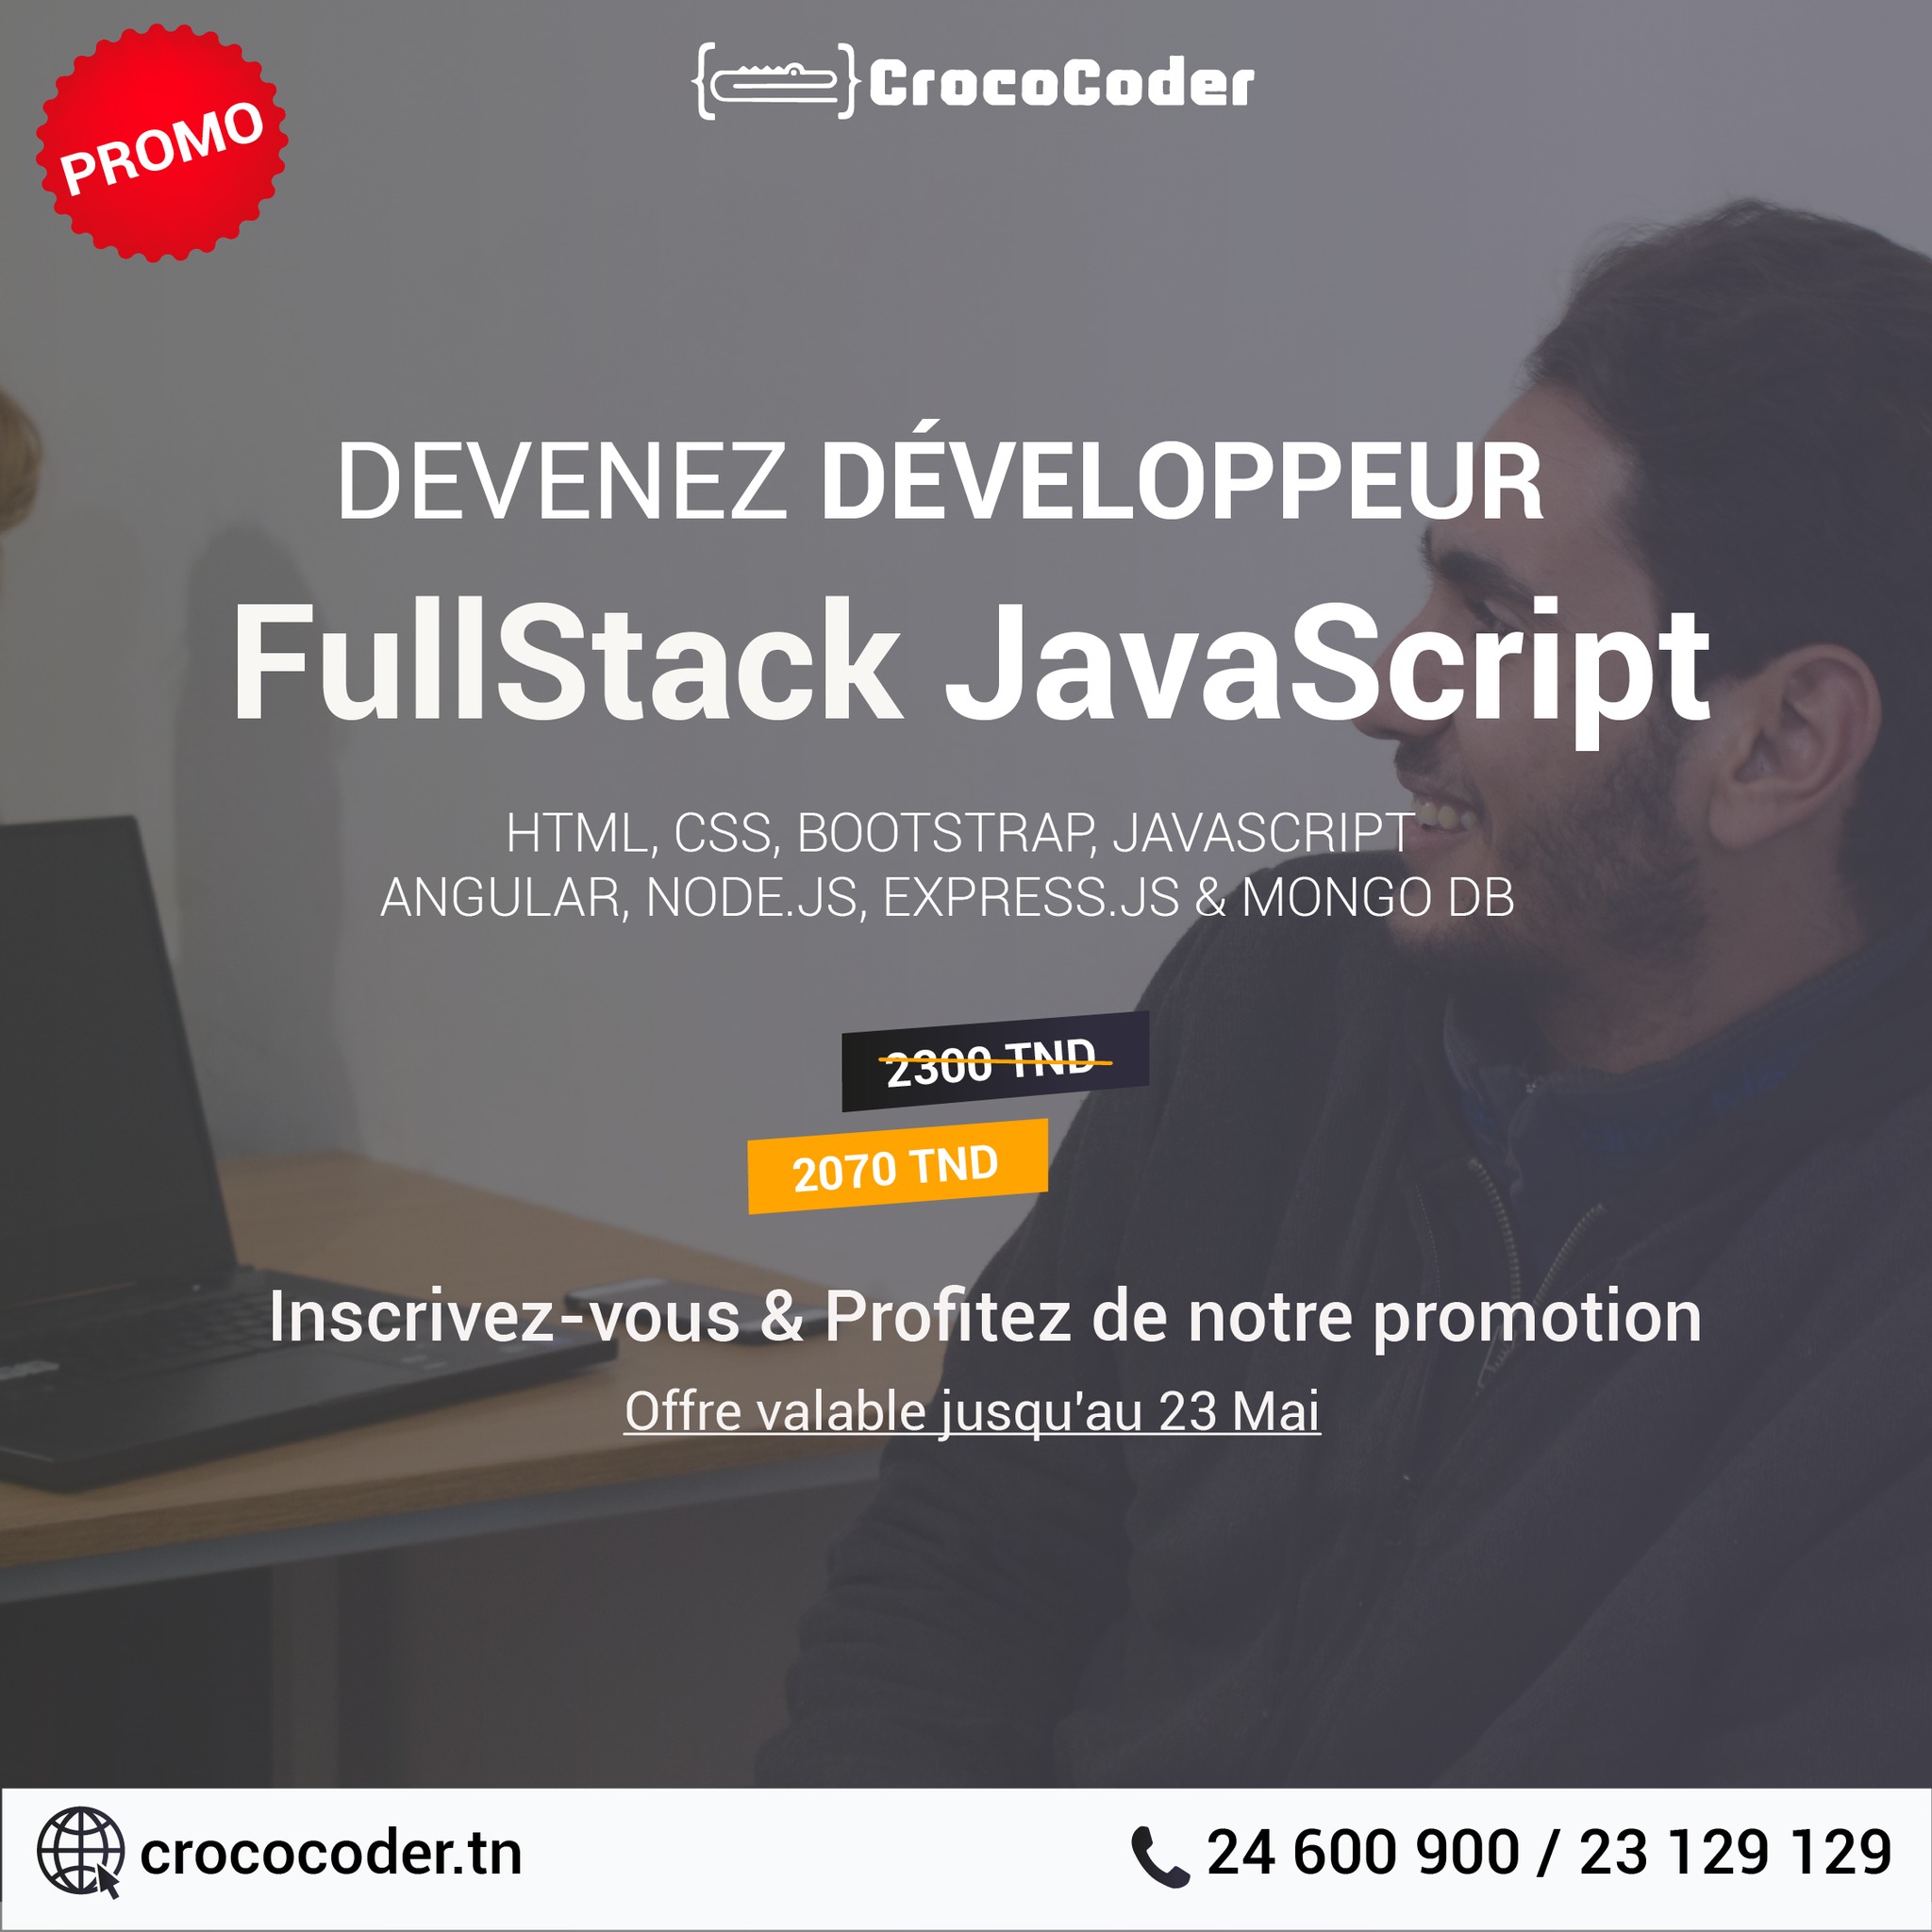 PROMO
CrocoCoder
DEVENEZ DÉVELOPPEUR
FullStack JavaScript
HTML, CSS, BOOTSTRAP, JAVASCRIPT
ANGULAR, NODE.JS, EXPRESS.JS & MONGO DB
2300 TND
2070 TND
Inscrivez-vous & Profitez de notre promotion
Offre valable jusqu'au 23 Mai
crococoder.tn
24 600 900 / 23 129 129